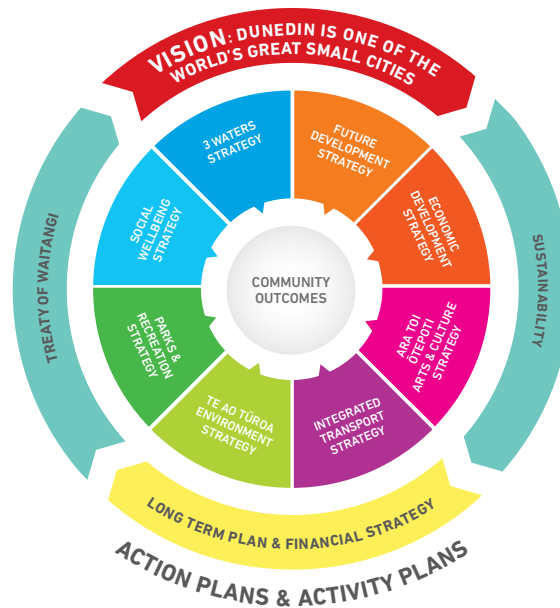 VISION: DUNEDIN IS ONE OF THE
WORLD'S GREAT SMALL CITIES
3 WATERS
STRATEGY
FUTURE
DEVELOPMENT
STRATEGY
ECONOMIC
DEVELOPMENT
STRATEGY
ARA TOI
ŌTEPOTI
ARTS & CULTURE
STRATEGY
INTEGRATED
TRANSPORT
STRATEGY
TE AO TŪROA
ENVIRONMENT
STRATEGY
PARKS &
RECREATION
STRATEGY
SOCIAL
WELLBEING
STRATEGY
COMMUNITY
OUTCOMES
TREATY OF WAITANGI
SUSTAINABILITY
LONG TERM PLAN & FINANCIAL STRATEGY
ACTION PLANS & ACTIVITY PLANS